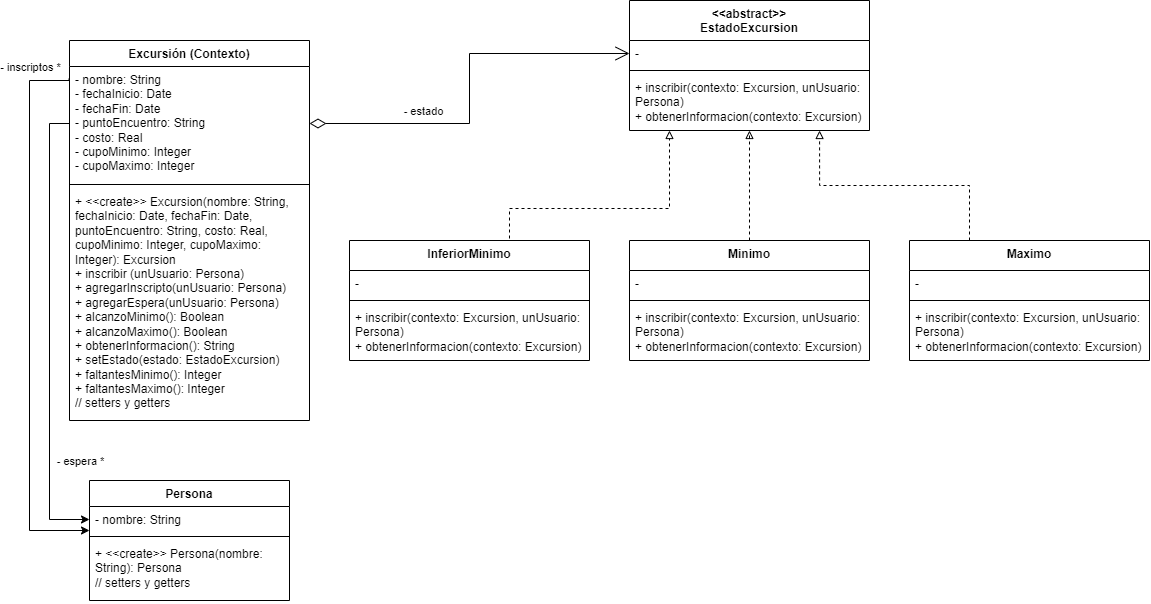 <<abstract>>
EstadoExcursion
-
+ inscribir(contexto: Excursion, unUsuario:
Persona)
+ obtenerInformacion(contexto: Excursion)
Excursión (Contexto)
- inscriptos *
- nombre: String
- fechaInicio: Date
- fechaFin: Date
- puntoEncuentro: String
- costo: Real
- cupoMinimo: Integer
- cupoMaximo: Integer
- estado
+ <<create>> Excursion(nombre: String,
fechaInicio: Date, fechaFin: Date,
puntoEncuentro: String, costo: Real,
cupoMinimo: Integer, cupoMaximo:
Integer): Excursion
+ inscribir (unUsuario: Persona)
+ agregarInscripto(unUsuario: Persona)
+ agregarEspera(unUsuario: Persona)
+ alcanzoMinimo(): Boolean
+ alcanzoMaximo(): Boolean
+ obtenerInformacion(): String
+ setEstado(estado: EstadoExcursion)
+ faltantesMinimo(): Integer
+ faltantesMaximo(): Integer
// setters y getters
InferiorMinimo
-
+ inscribir(contexto: Excursion, unUsuario:
Persona)
+ obtenerInformacion(contexto: Excursion)
Minimo
-
+ inscribir(contexto: Excursion, unUsuario:
Persona)
+ obtenerInformacion(contexto: Excursion)
Maximo
-
+ inscribir(contexto: Excursion, unUsuario:
Persona)
+ obtenerInformacion(contexto: Excursion)
- espera *
Persona
- nombre: String
+ <<create>> Persona(nombre:
String): Persona
// setters y getters